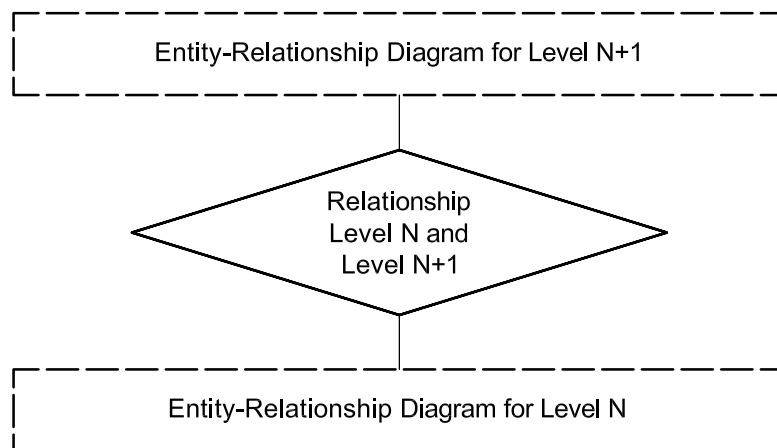 Entity-Relationship Diagram for Level N+1
Relationship
Level N and
Level N+1
Entity-Relationship Diagram for Level N